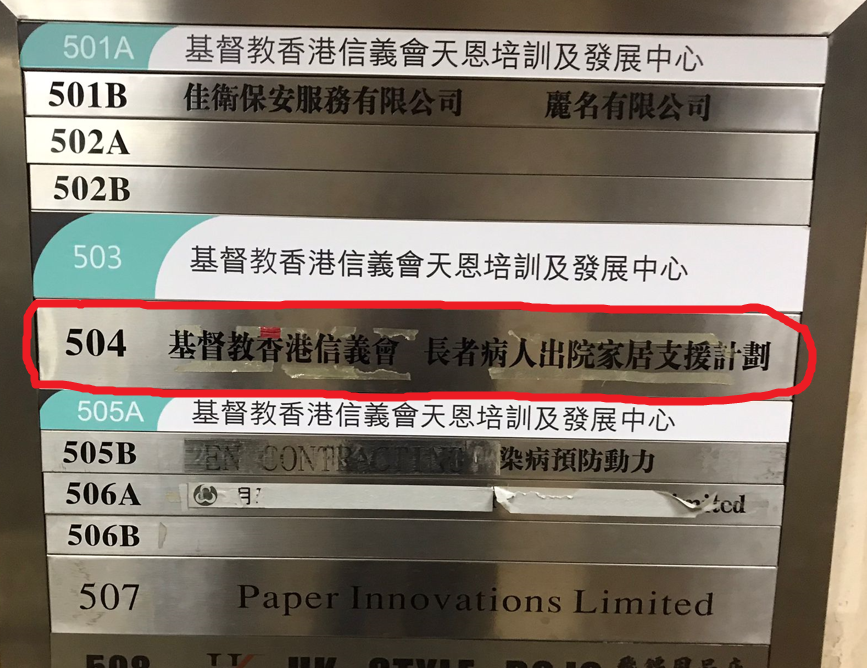 501A 基督教香港信義會天恩培訓及發展中心
501B 佳衛保安服務有限公司 麗名有限公司
502A
502B
503 基督教香港信義會天恩培訓及發展中心
504 基督教香港信義會 長者病人出院家居支援計劃
505A 基督教香港信義會天恩培訓及發展中心
505B ZEN CONTRACTING 染病預防動力
506A
506B
507 Paper Innovations Limited
508 HK STYLE